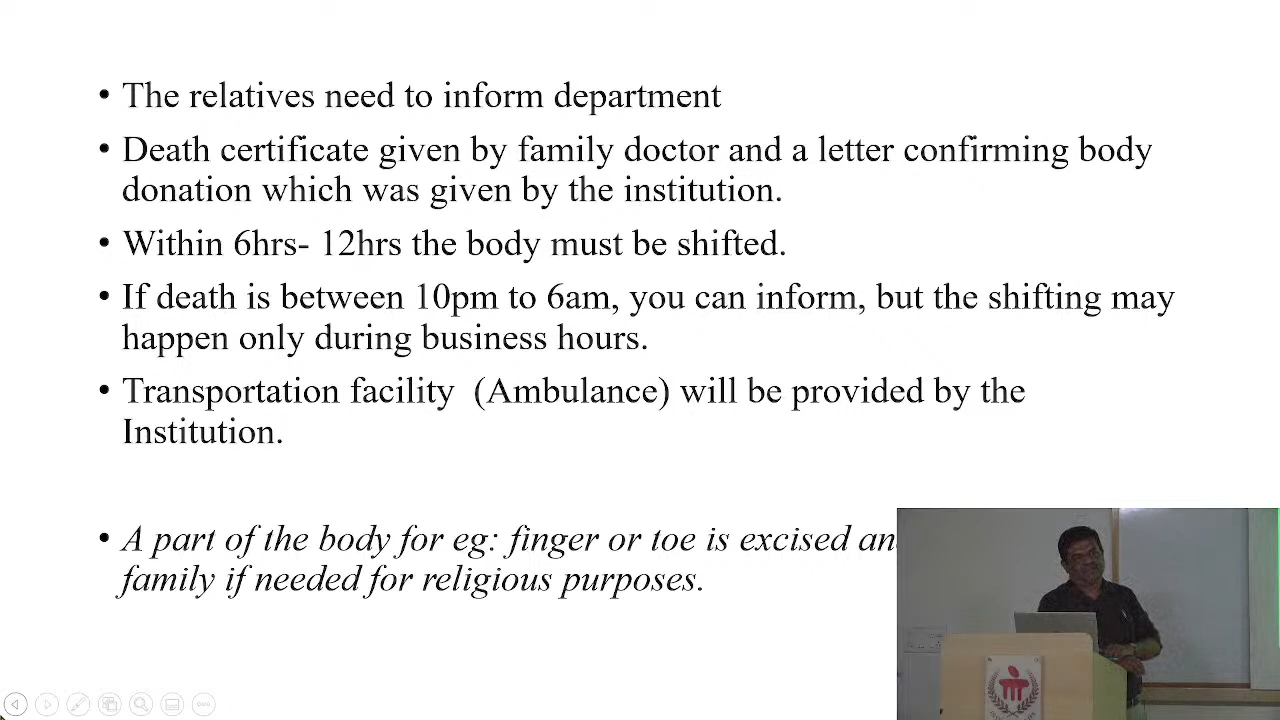 • The relatives need to inform department
• Death certificate given by family doctor and a letter confirming body
donation which was given by the institution.
• Within 6hrs- 12hrs the body must be shifted.
• If death is between 10pm to 6am, you can inform, but the shifting may
happen only during business hours.
• Transportation facility (Ambulance) will be provided by the
Institution.
• A part of the body for eg: finger or toe is excised
family if needed for religious purposes.